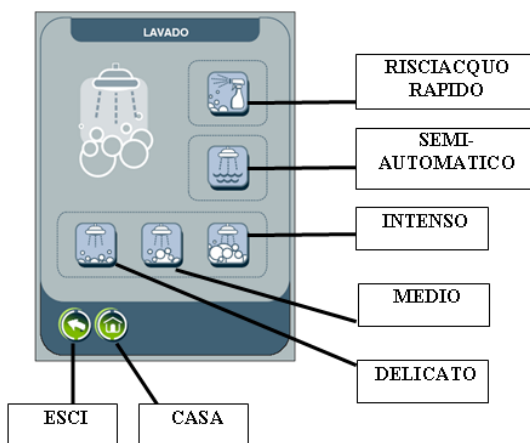 LAVADO
RISCIACQUO
RAPIDO
SEMI-
AUTOMATICO
INTENSO
MEDIO
DELICATO
ESCI
CASA